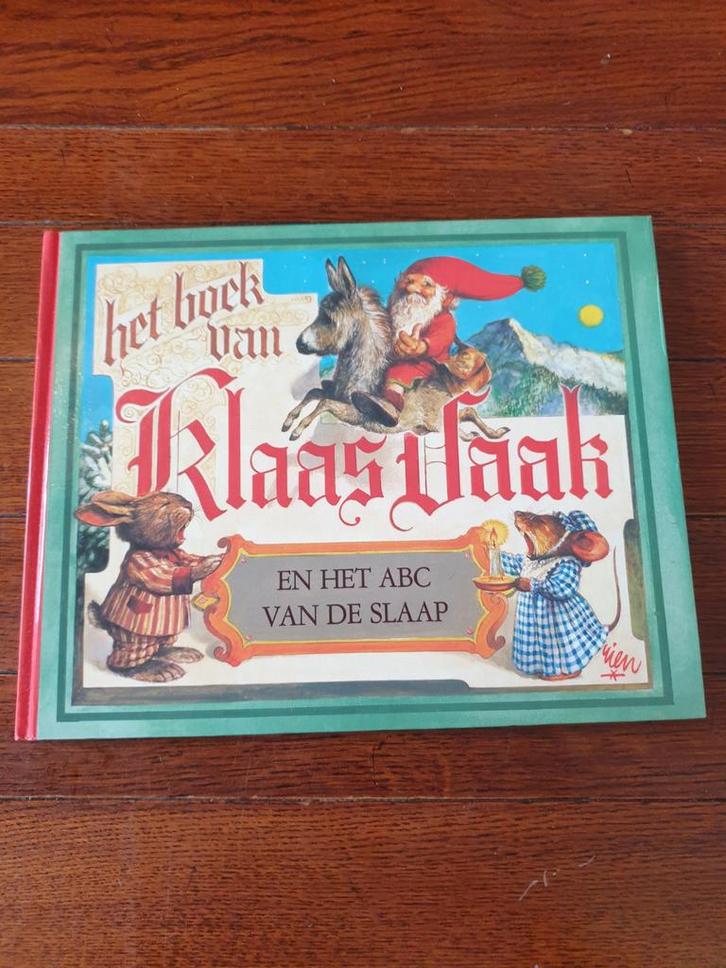 het boek
van
Klaas Vaak
EN HET ABC
VAN DE SLAAP
rien